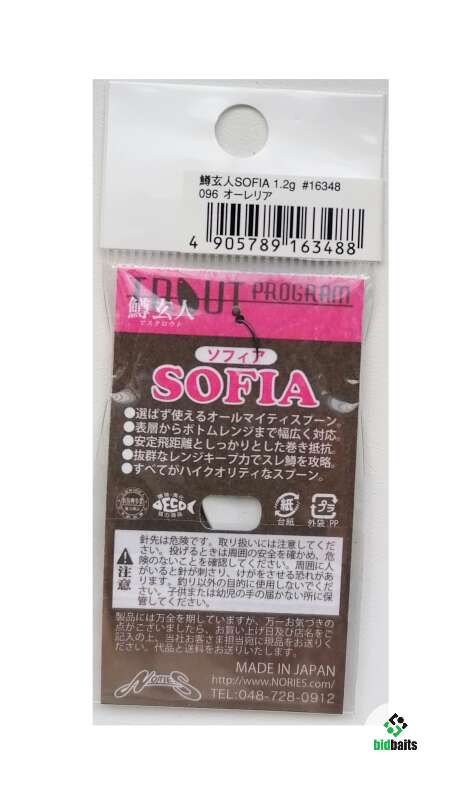 鱒玄人SOFIA 1.2g #16348
096 オーレリア
4 905789 163488
TROUT PROGRAM
鱒玄人
マスクロウト
ソフィア
SOFIA
●選ばず使えるオールマイティスプーン。
●表層からボトムレンジまで幅広く対応。
●安定飛距離としっかりとした巻き抵抗。
●抜群なレンジキープ力でスレ鱒を攻略。
●すべてがハイクオリティなスプーン。
紙
台紙
プラ
外袋 PP
注意
針先は危険です。取り扱いには注意してくださ
い。投げるときは周囲の安全を確かめ、危
険のないことを確認してください。周囲に人
がいると針が刺さり、けがをさせる恐れがあ
ります。釣り以外の目的に使用しないでくだ
さい。子供または幼児の手の届かない所に保
管してください。
製品には万全を期していますが、万一お気づきの
点がございましたら、お買い上げ日及び店名をご
記入の上、当社お客さま担当宛に現品をお送りく
ださい。代品と送料をお送りいたします。
MADE IN JAPAN
http://www.NORIES.com/
TEL:048-728-0912
NORIES
bidbaits